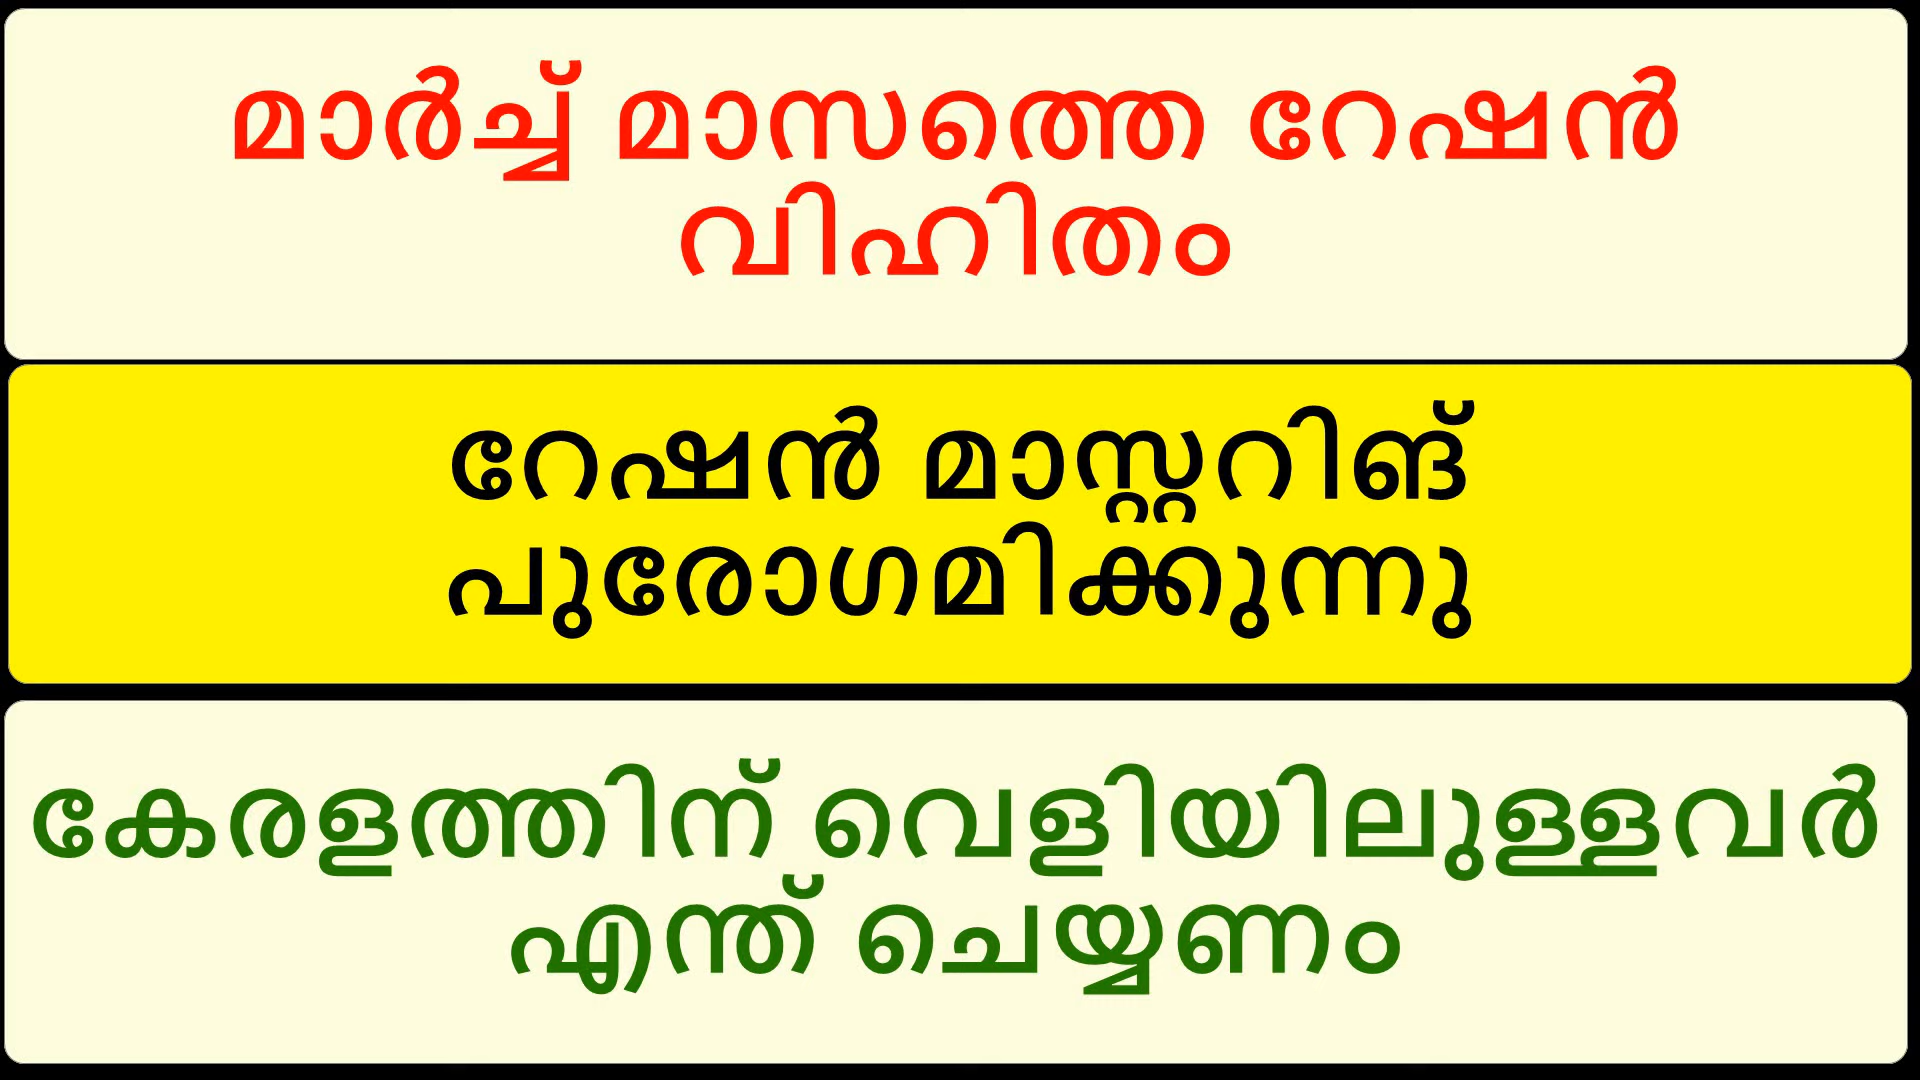 മാർച്ച് മാസത്തെ റേഷൻ
വിഹിതം
റേഷൻ മാസ്റ്ററിങ്
പുരോഗമിക്കുന്നു
കേരളത്തിന് വെളിയിലുള്ളവർ
എന്ത് ചെയ്യണം